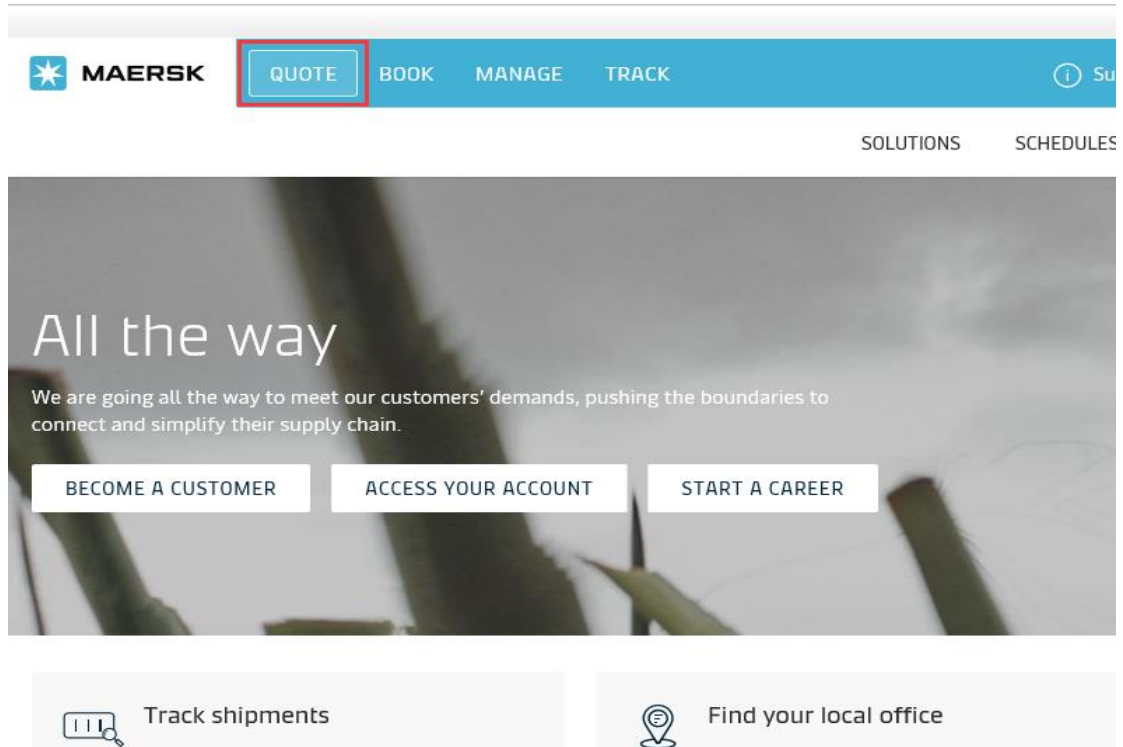 MAERSK
QUOTE
BOOK
MANAGE
TRACK
Su
SOLUTIONS
SCHEDULES
All the way
We are going all the way to meet our customers' demands, pushing the boundaries to
connect and simplify their supply chain.
BECOME A CUSTOMER
ACCESS YOUR ACCOUNT
START A CAREER
Track shipments
Find your local office